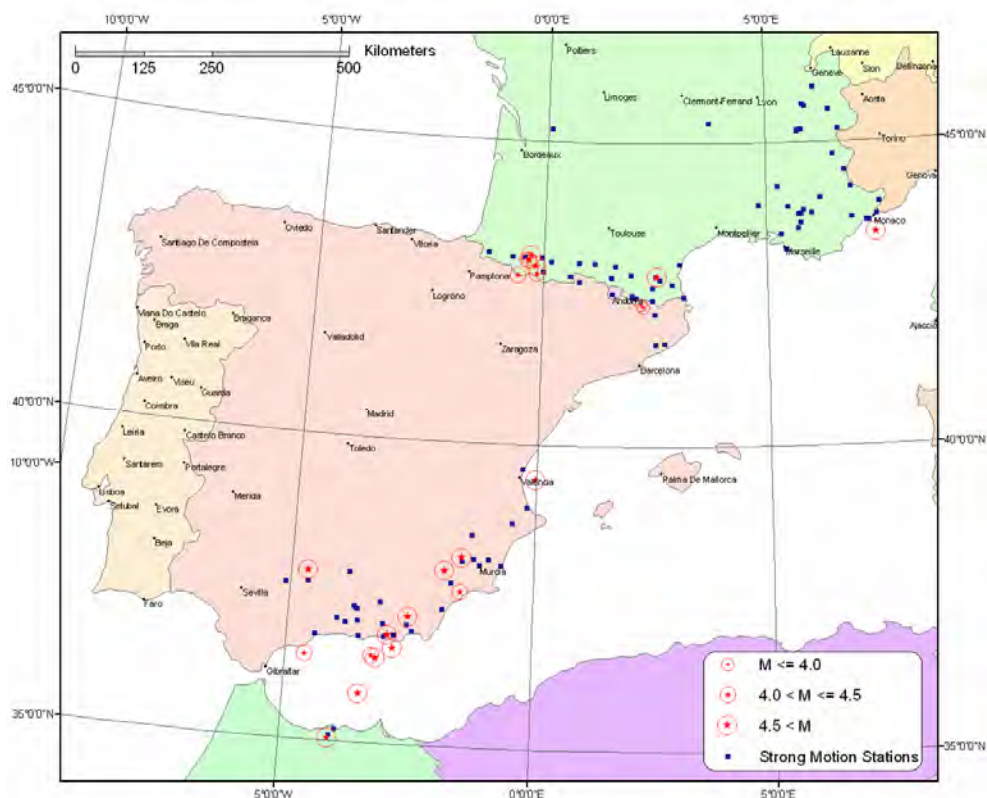 10°0'0"W 5°0'0"W 0°0'0"E 5°0'0"E
Kilometers
0 125 250 500
45°0'0"N
45°0'0"N
40°0'0"N
40°0'0"N
10°0'0"W
35°0'0"N
35°0'0"N
5°0'0"W 0°0'0"E 5°0'0"E
Poitiers
Lausanne
Geneve
Sion
Bellinzona
Limoges
Clermont-Ferrand
Lyon
Aosta
Torino
Bordeaux
Genova
Monaco
Toulouse
Montpellier
Marseille
Oviedo
Santander
Santiago De Compostela
Vitoria
Pamplona
Logrono
Andorra
Ajaccio
Viana Do Castelo
Braga
Braganca
Porto
Vila Real
Valladolid
Zaragoza
Barcelona
Aveiro
Viseu
Guarda
Coimbra
Madrid
Leiria
Castelo Branco
Toledo
Santarem
Portalegre
Valencia
Palma De Mallorca
Lisboa
Setubal
Evora
Merida
Beja
Murcia
Sevilla
Faro
Gibraltar
M <= 4.0
4.0 < M <= 4.5
4.5 < M
Strong Motion Stations